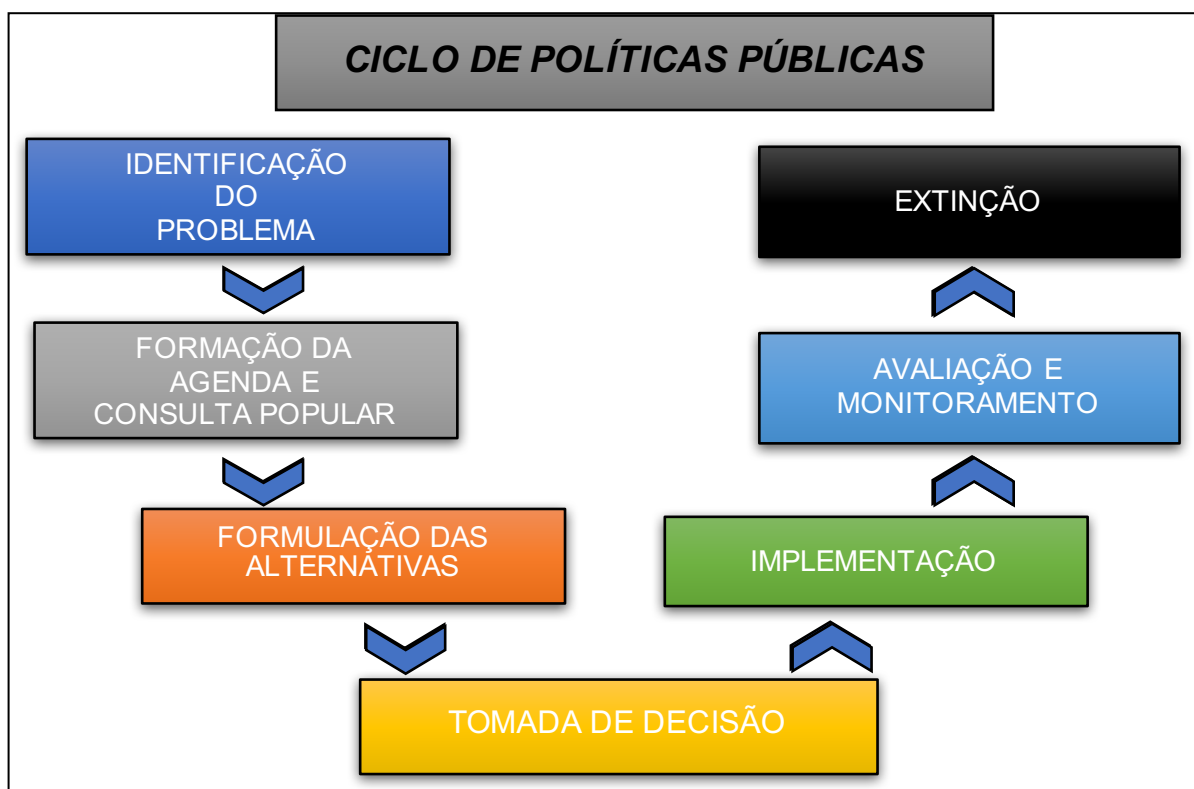 CICLO DE POLÍTICAS PÚBLICAS
IDENTIFICAÇÃO
DO
PROBLEMA
FORMAÇÃO DA
AGENDA E
CONSULTA POPULAR
FORMULAÇÃO DAS
ALTERNATIVAS
TOMADA DE DECISÃO
IMPLEMENTAÇÃO
AVALIAÇÃO E
MONITORAMENTO
EXTINÇÃO